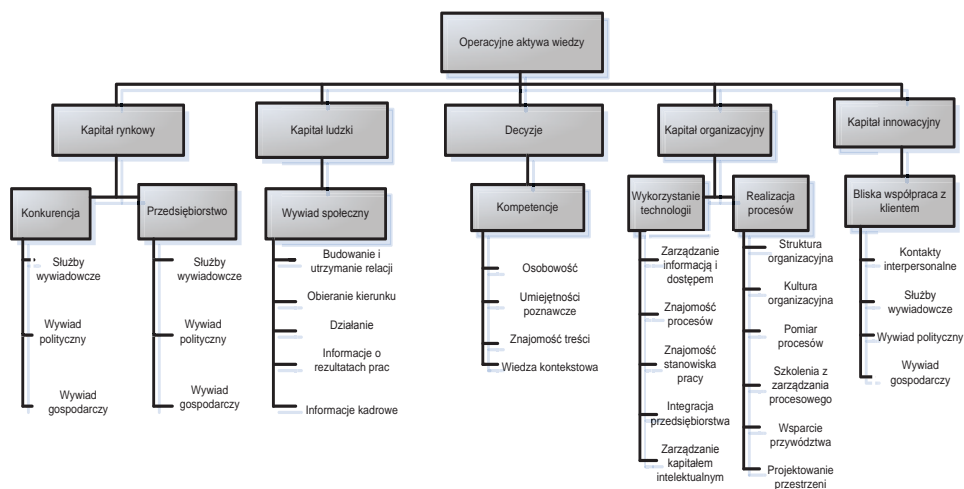 Operacyjne aktywa wiedzy
Kapitał rynkowy
Kapitał ludzki
Decyzje
Kapitał organizacyjny
Kapitał innowacyjny
Konkurencja
Przedsiębiorstwo
Wywiad społeczny
Kompetencje
Wykorzystanie
technologii
Realizacja
procesów
Bliska współpraca z
klientem
Służby
wywiadowcze
Wywiad
polityczny
Wywiad
gospodarczy
Służby
wywiadowcze
Wywiad
polityczny
Wywiad
gospodarczy
Budowanie i
utrzymanie relacji
Obieranie kierunku
Działanie
Informacje o
rezultatach prac
Informacje kadrowe
Osobowość
Umiejętności
poznawcze
Znajomość treści
Wiedza kontekstowa
Zarządzanie
informacją i
dostępem
Znajomość
procesów
Znajomość
stanowiska
pracy
Integracja
przedsiębiorstwa
Zarządzanie
kapitałem
intelektualnym
Struktura
organizacyjna
Kultura
organizacyjna
Pomiar
procesów
Szkolenia z
zarządzania
procesowego
Wsparcie
przywództwa
Projektowanie
przestrzeni
Kontakty
interpersonalne
Służby
wywiadowcze
Wywiad polityczny
Wywiad
gospodarczy